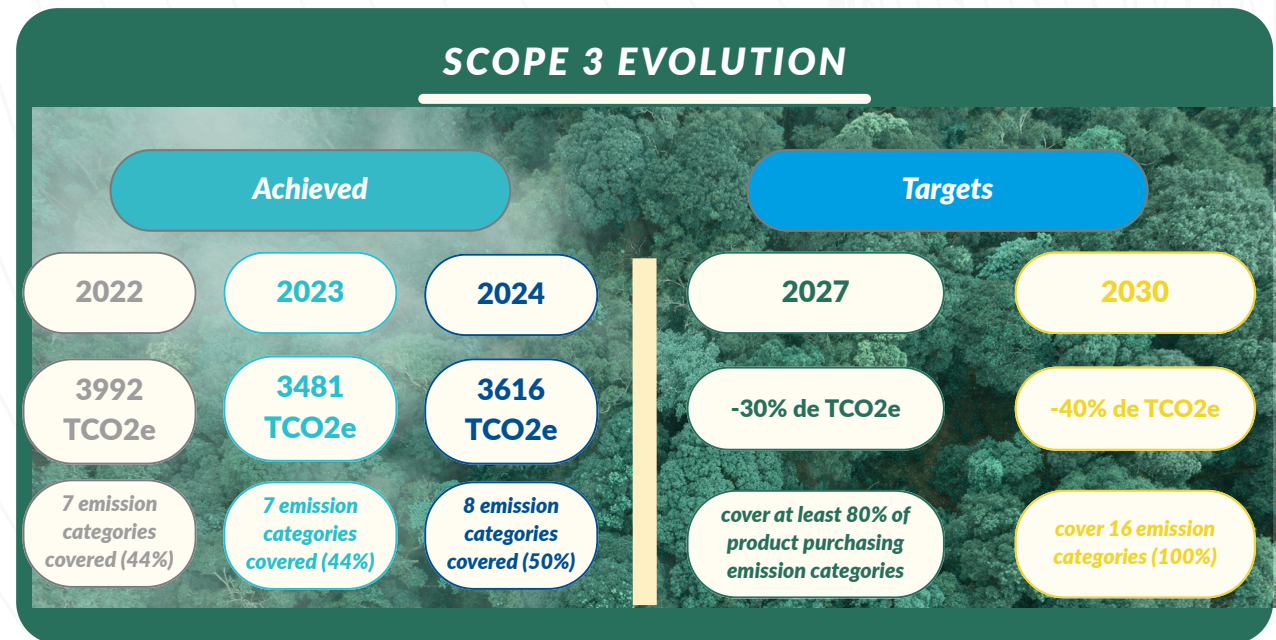 SCOPE 3 EVOLUTION
Achieved
Targets
2022
2023
2024
2027
2030
3992
TCO2e
3481
TCO2e
3616
TCO2e
-30% de TCO2e
-40% de TCO2e
7 emission
categories
covered (44%)
7 emission
categories
covered (44%)
8 emission
categories
covered (50%)
cover at least 80% of
product purchasing
emission categories
cover 16 emission
categories (100%)